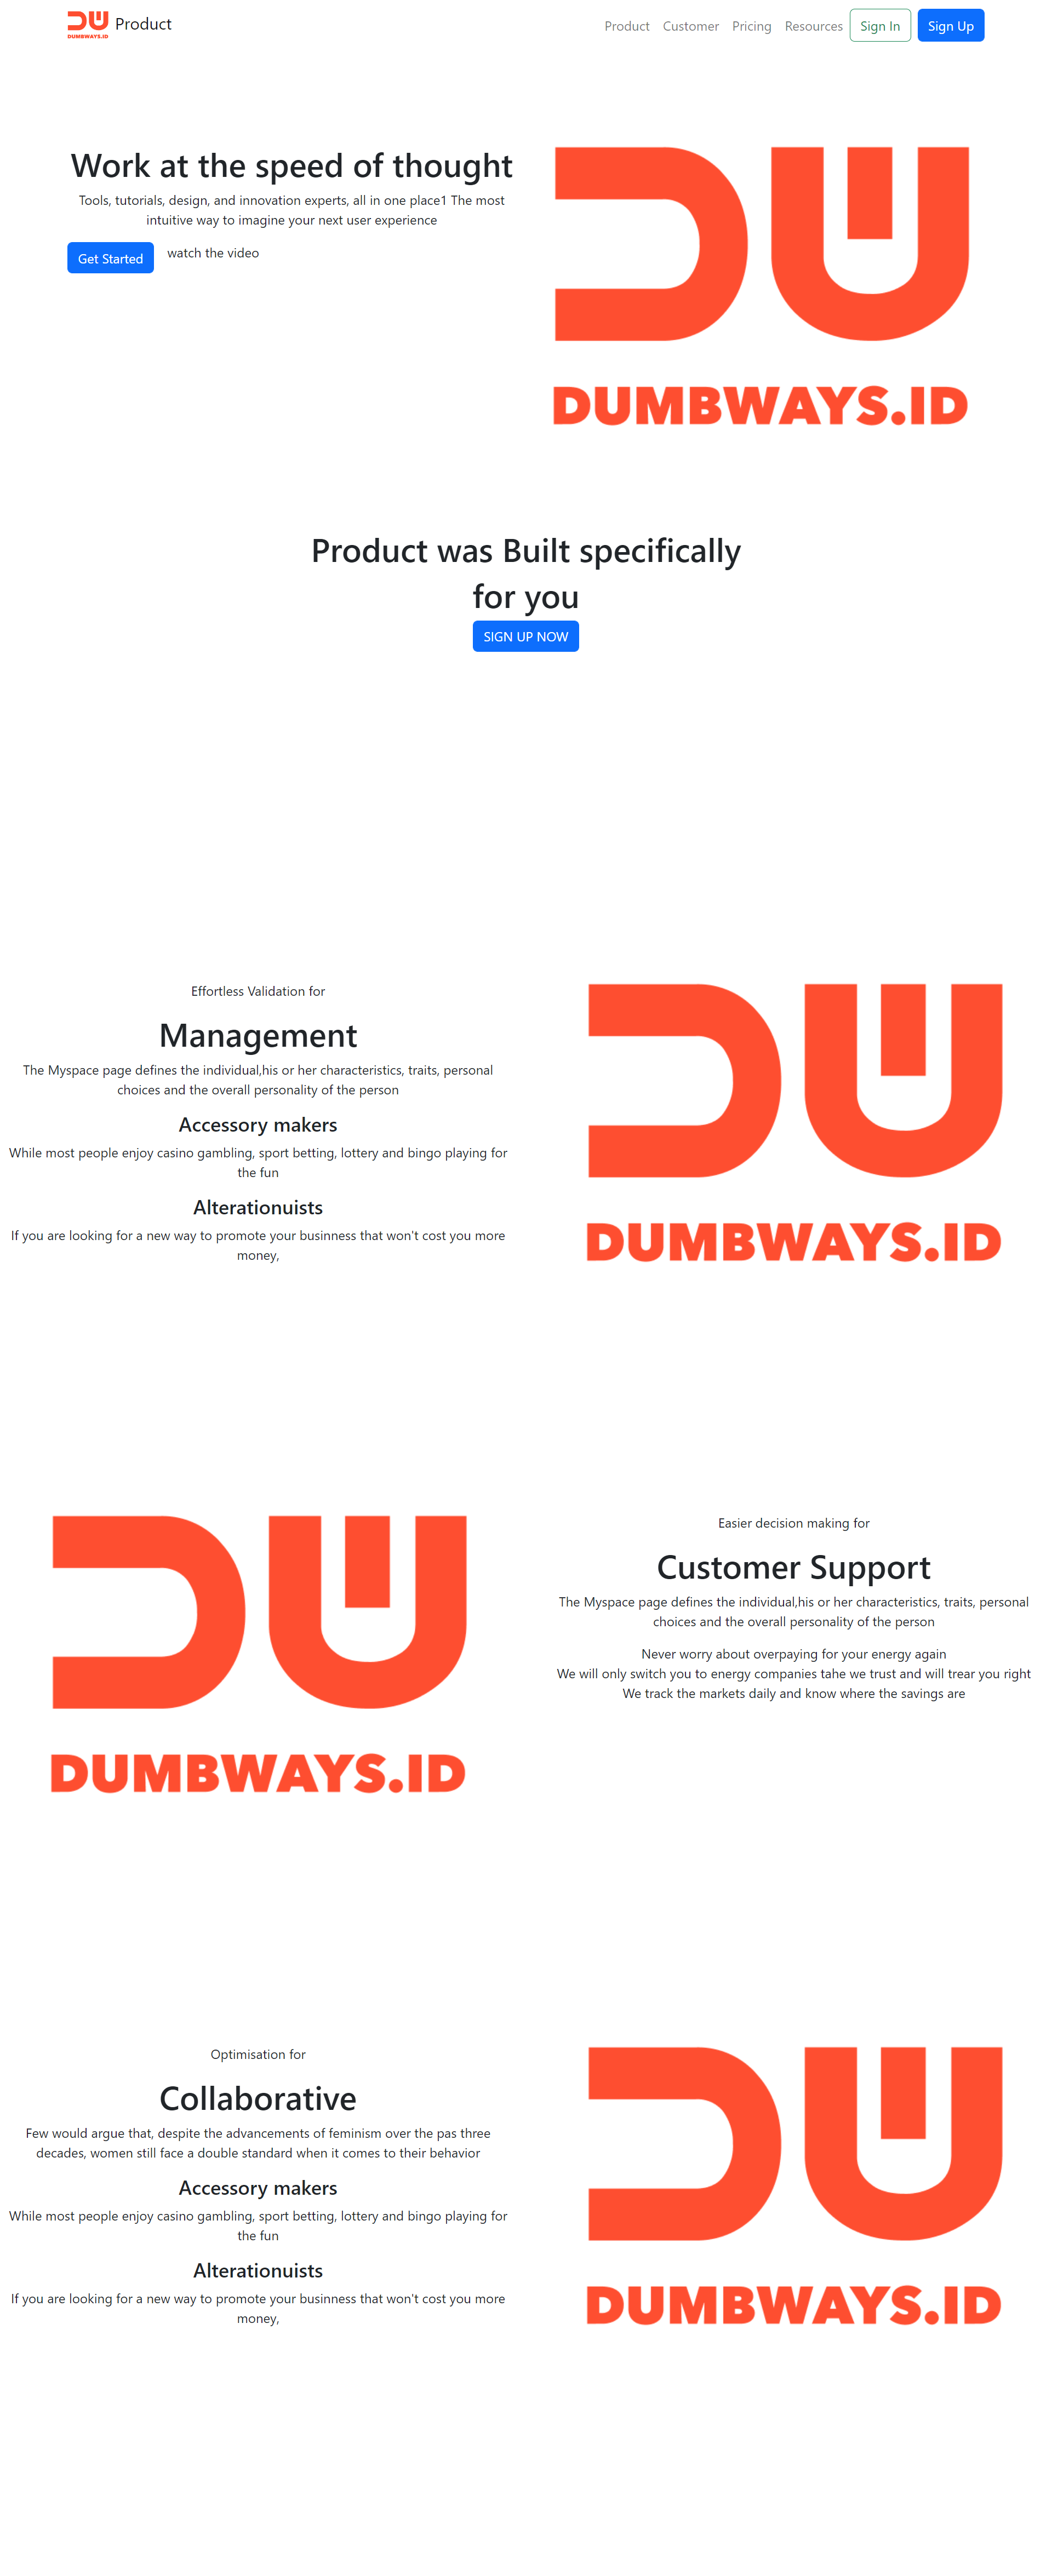 DUMBWAYS.ID
Product
Product Customer Pricing Resources Sign In Sign Up
Work at the speed of thought
Tools, tutorials, design, and innovation experts, all in one place1 The most
intuitive way to imagine your next user experience
Get Started watch the video
DUMBWAYS.ID
Product was Built specifically
for you
SIGN UP NOW
Effortless Validation for
Management
The Myspace page defines the individual,his or her characteristics, traits, personal
choices and the overall personality of the person
Accessory makers
While most people enjoy casino gambling, sport betting, lottery and bingo playing for
the fun
Alterationuists
If you are looking for a new way to promote your businness that won't cost you more
money,
DUMBWAYS.ID
DUMBWAYS.ID
Easier decision making for
Customer Support
The Myspace page defines the individual,his or her characteristics, traits, personal
choices and the overall personality of the person
Never worry about overpaying for your energy again
We will only switch you to energy companies tahe we trust and will trear you right
We track the markets daily and know where the savings are
Optimisation for
Collaborative
Few would argue that, despite the advancements of feminism over the pas three
decades, women still face a double standard when it comes to their behavior
Accessory makers
While most people enjoy casino gambling, sport betting, lottery and bingo playing for
the fun
Alterationuists
If you are looking for a new way to promote your businness that won't cost you more
money,
DUMBWAYS.ID